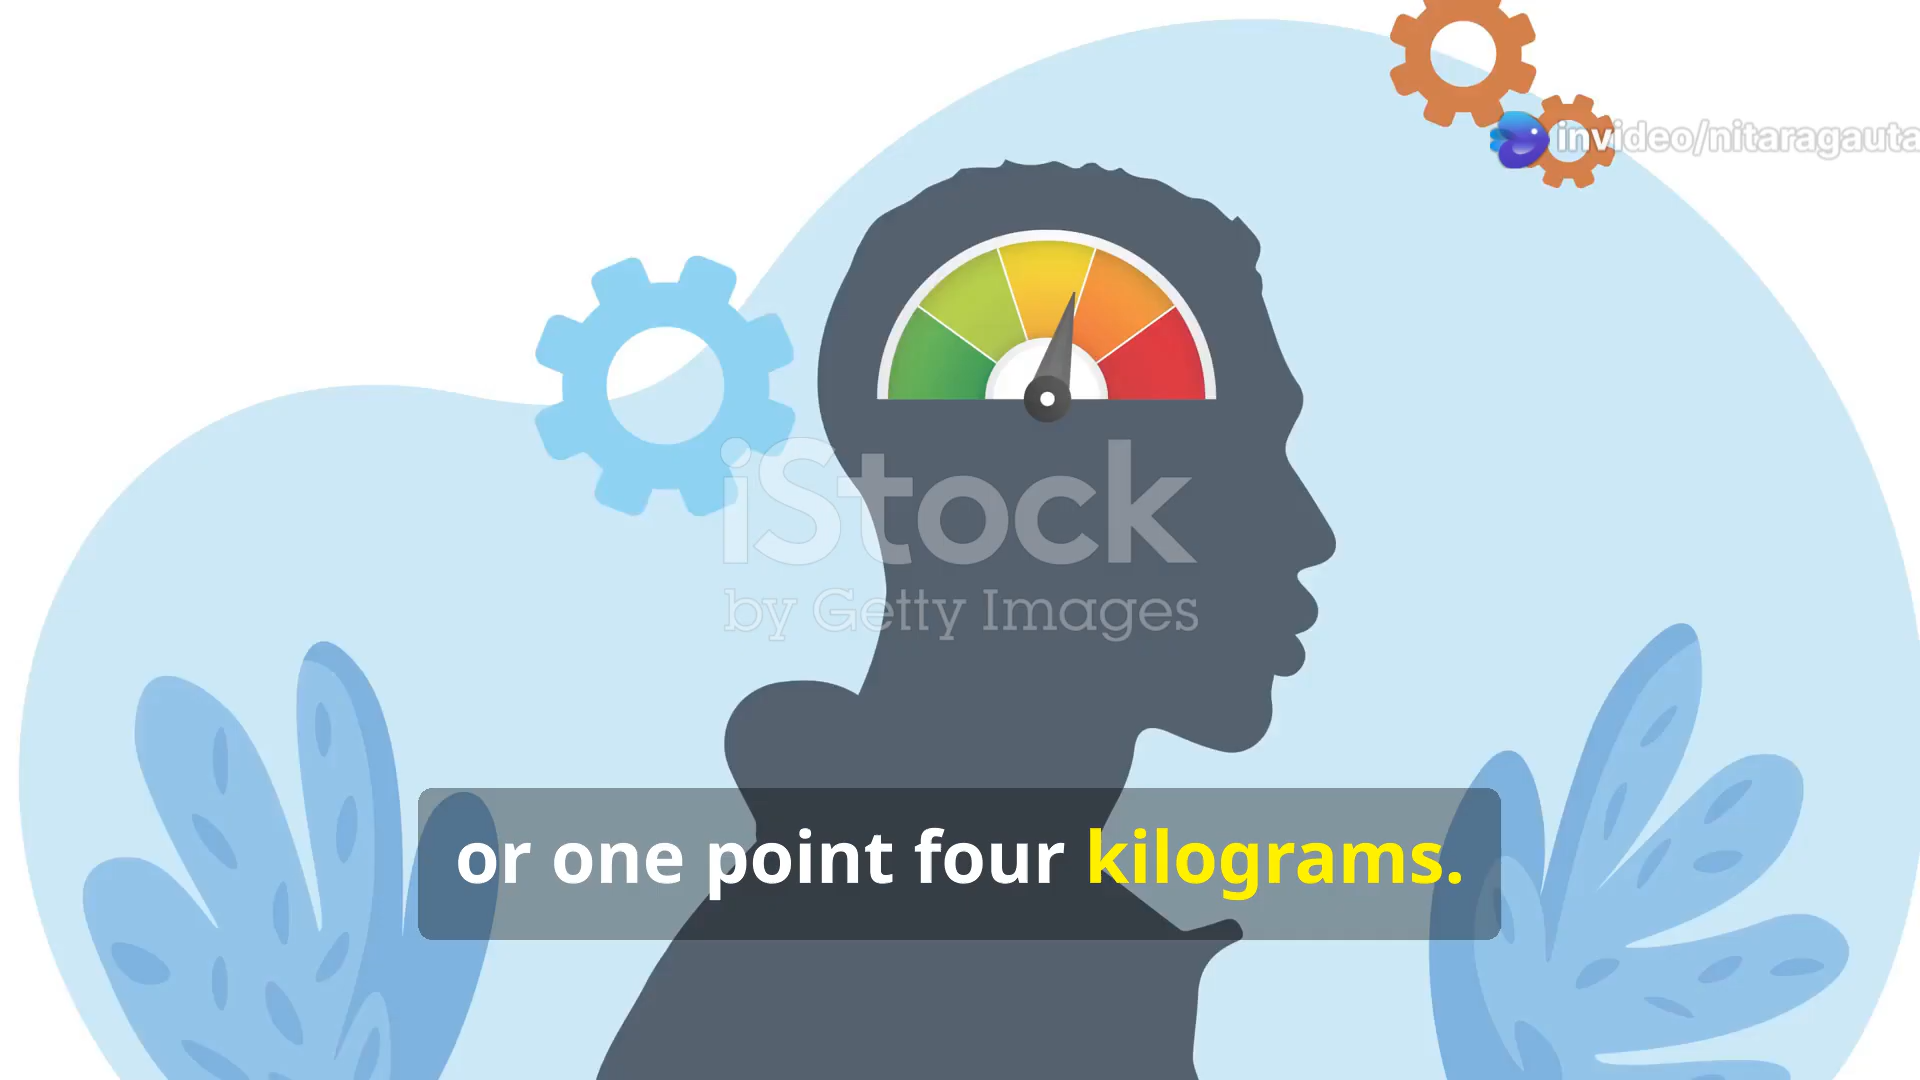 invideo/nitaragauta
iStock
by Getty Images
or one point four kilograms.